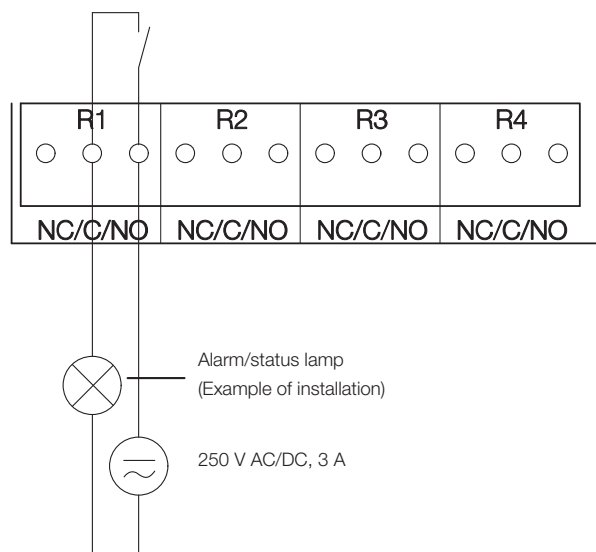 R1 R2 R3 R4
NC/C/NO NC/C/NO NC/C/NO NC/C/NO
Alarm/status lamp
(Example of installation)
250 V AC/DC, 3 A